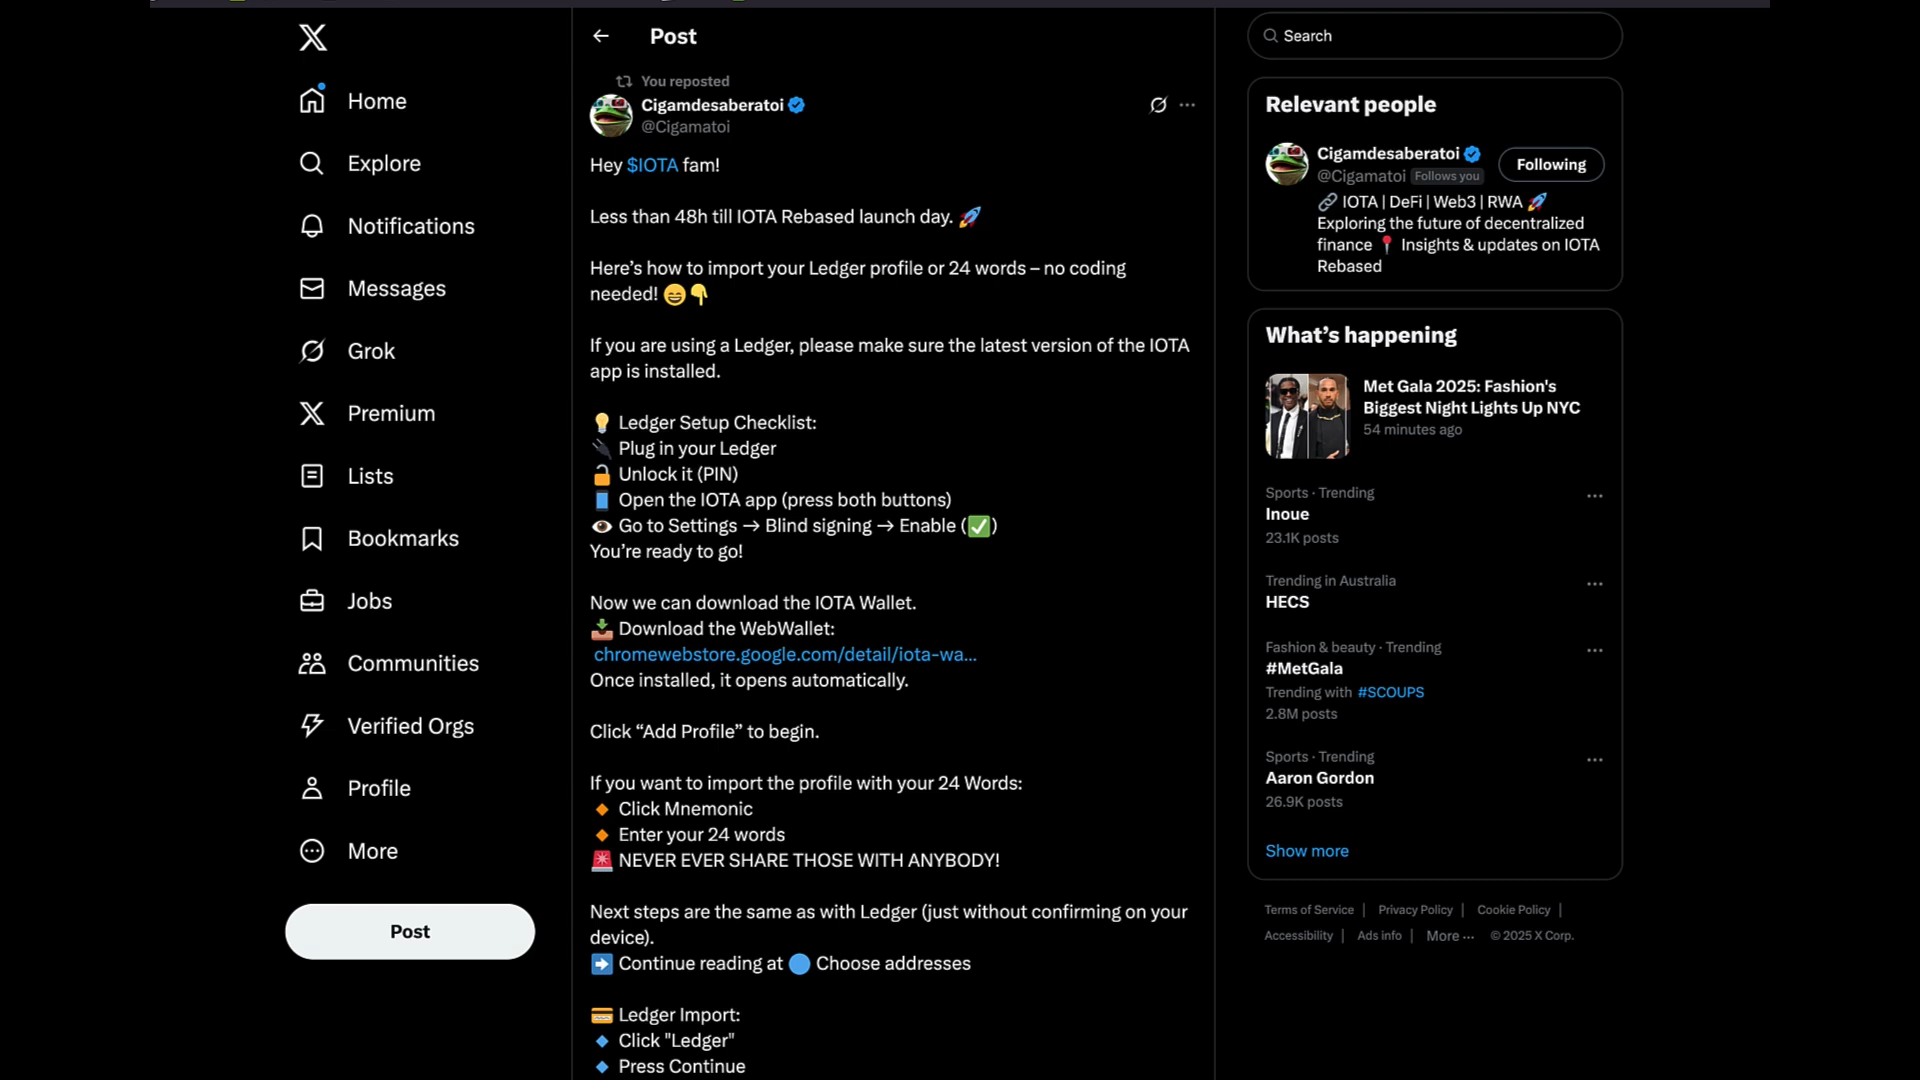 Home
Explore
Notifications
Messages
Grok
Premium
Lists
Bookmarks
Jobs
Communities
Verified Orgs
Profile
More
Post
Post
You reposted
Cigamdesaberatoi
@Cigamatoi
Hey $IOTA fam!
Less than 48h till IOTA Rebased launch day. 🚀
Here’s how to import your Ledger profile or 24 words – no coding
needed! 😄👇
If you are using a Ledger, please make sure the latest version of the IOTA
app is installed.
💡 Ledger Setup Checklist:
🔌 Plug in your Ledger
🔓 Unlock it (PIN)
📱 Open the IOTA app (press both buttons)
👁️ Go to Settings → Blind signing → Enable (✅)
You’re ready to go!
Now we can download the IOTA Wallet.
📥 Download the WebWallet:
chromewebstore.google.com/detail/iota-wa…
Once installed, it opens automatically.
Click “Add Profile” to begin.
If you want to import the profile with your 24 Words:
🔸 Click Mnemonic
🔸 Enter your 24 words
🚨 NEVER EVER SHARE THOSE WITH ANYBODY!
Next steps are the same as with Ledger (just without confirming on your
device).
➡️ Continue reading at 🔵 Choose addresses
💳 Ledger Import:
🔹 Click "Ledger"
🔹 Press Continue
Search
Relevant people
Cigamdesaberatoi
Following
@Cigamatoi Follows you
🔗 IOTA | DeFi | Web3 | RWA 🚀
Exploring the future of decentralized
finance 📍 Insights & updates on IOTA
Rebased
What’s happening
Met Gala 2025: Fashion's
Biggest Night Lights Up NYC
54 minutes ago
Sports · Trending
Inoue
23.1K posts
Trending in Australia
HECS
Fashion & beauty · Trending
#MetGala
Trending with #SCOUPS
2.8M posts
Sports · Trending
Aaron Gordon
26.9K posts
Show more
Terms of Service | Privacy Policy | Cookie Policy |
Accessibility | Ads info | More ··· © 2025 X Corp.